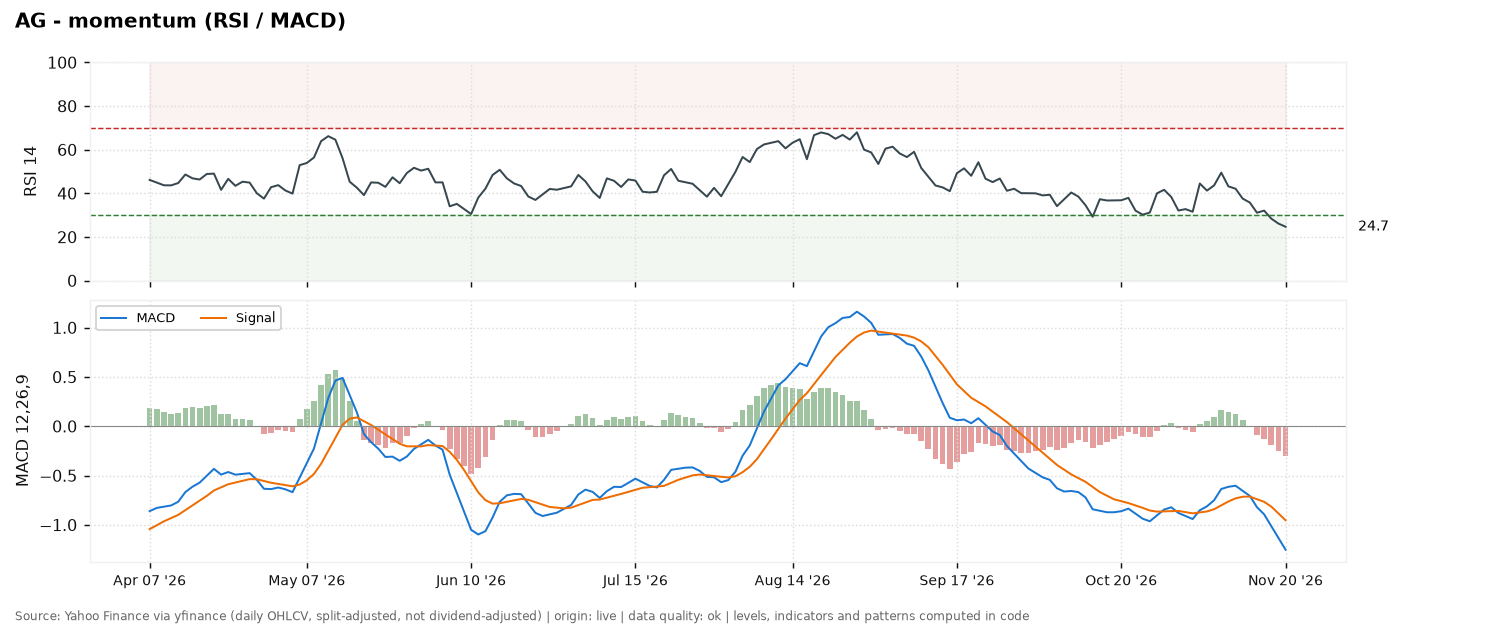 AG - momentum (RSI / MACD)
100
80
60
40
20
0
RSI 14
24.7
MACD
Signal
1.0
0.5
0.0
−0.5
−1.0
MACD 12,26,9
Apr 07 '26
May 07 '26
Jun 10 '26
Jul 15 '26
Aug 14 '26
Sep 17 '26
Oct 20 '26
Nov 20 '26
Source: Yahoo Finance via yfinance (daily OHLCV, split-adjusted, not dividend-adjusted) | origin: live | data quality: ok | levels, indicators and patterns computed in code